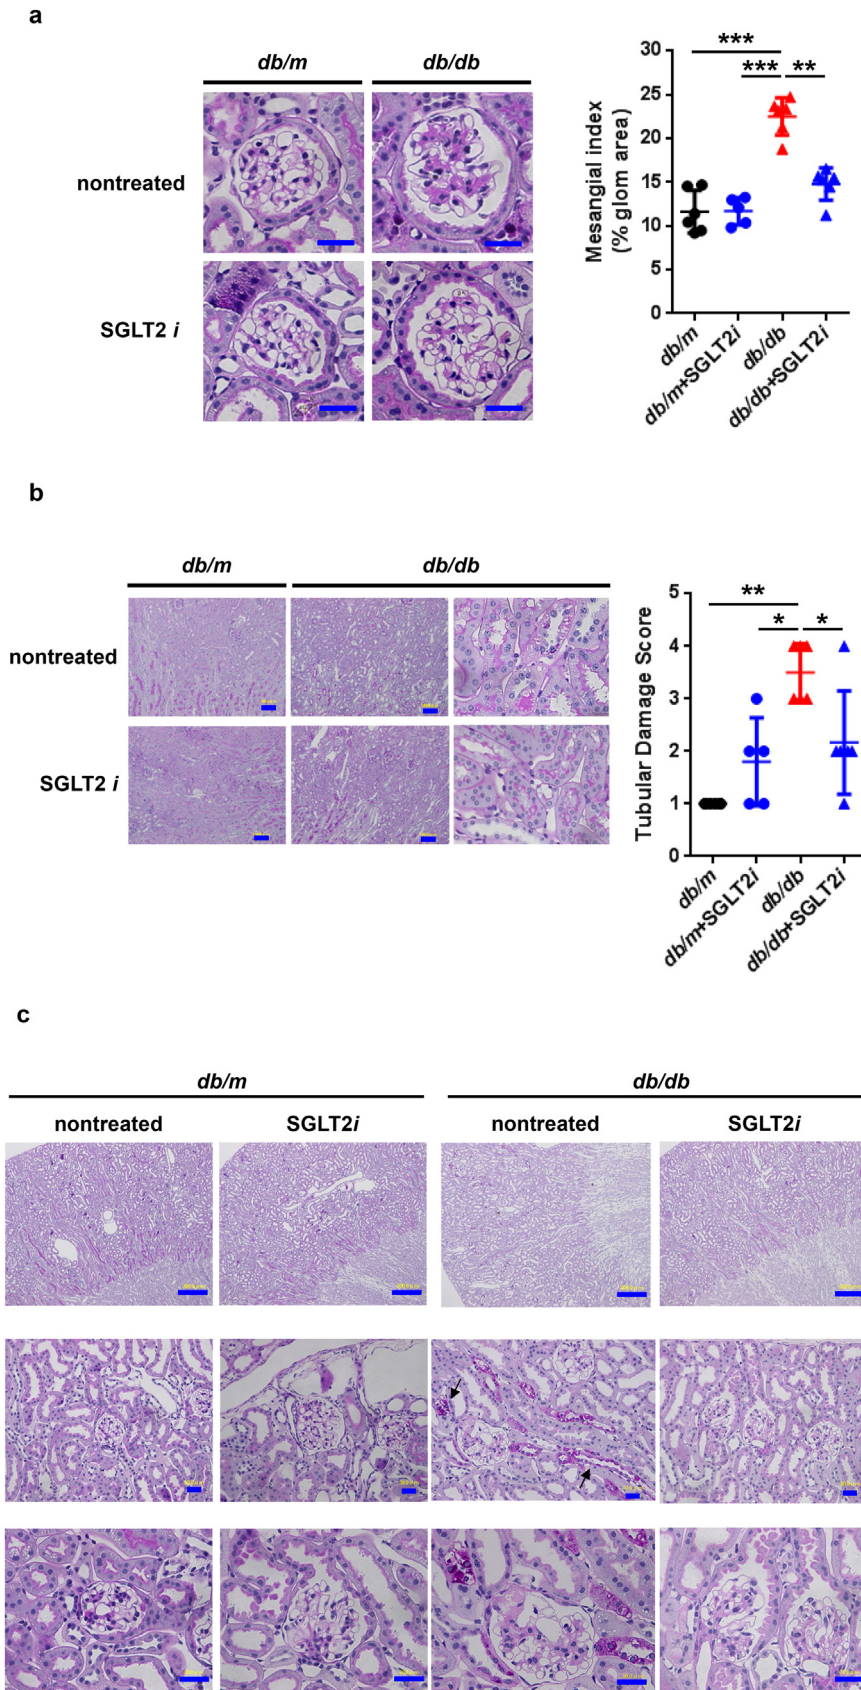 a
db/m db/db
nontreated
SGLT2 i
Mesangial index
(% glom area)
30
25
20
15
10
5
0
*** 
*** **
db/m
db/m+SGLT2i
db/db
db/db+SGLT2i
b
db/m db/db
nontreated
SGLT2 i
Tubular Damage Score
5
4
3
2
1
0
**
* *
db/m
db/m+SGLT2i
db/db
db/db+SGLT2i
c
db/m db/db
nontreated SGLT2i nontreated SGLT2i